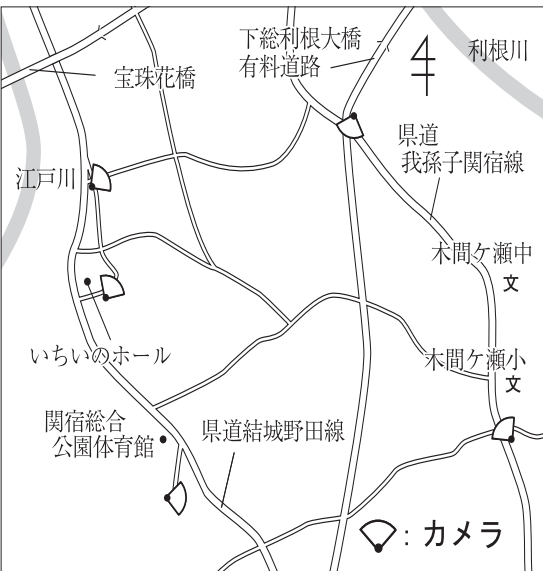 下総利根大橋
有料道路
利根川
宝珠花橋
県道
我孫子関宿線
江戸川
木間ケ瀬中
文
いちいのホール
木間ケ瀬小
文
関宿総合
公園体育館
県道結城野田線
：カメラ